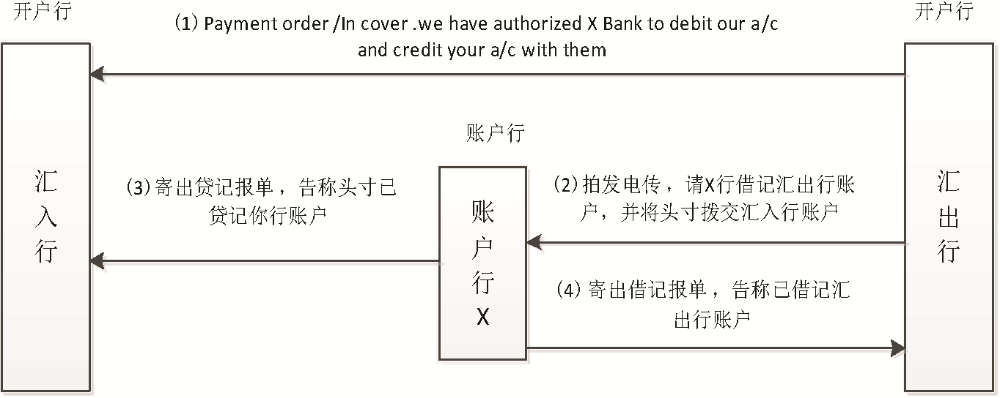 开户行
开户行
(1) Payment order /In cover .we have authorized X Bank to debit our a/c
and credit your a/c with them
账户行
汇入行
(3) 寄出贷记报单，告称头寸已
贷记你行账户
账户行X
(2) 拍发电传，请X行借记汇出行账
户，并将头寸拨交汇入行账户
汇出行
(4) 寄出借记报单，告称已借记汇
出行账户